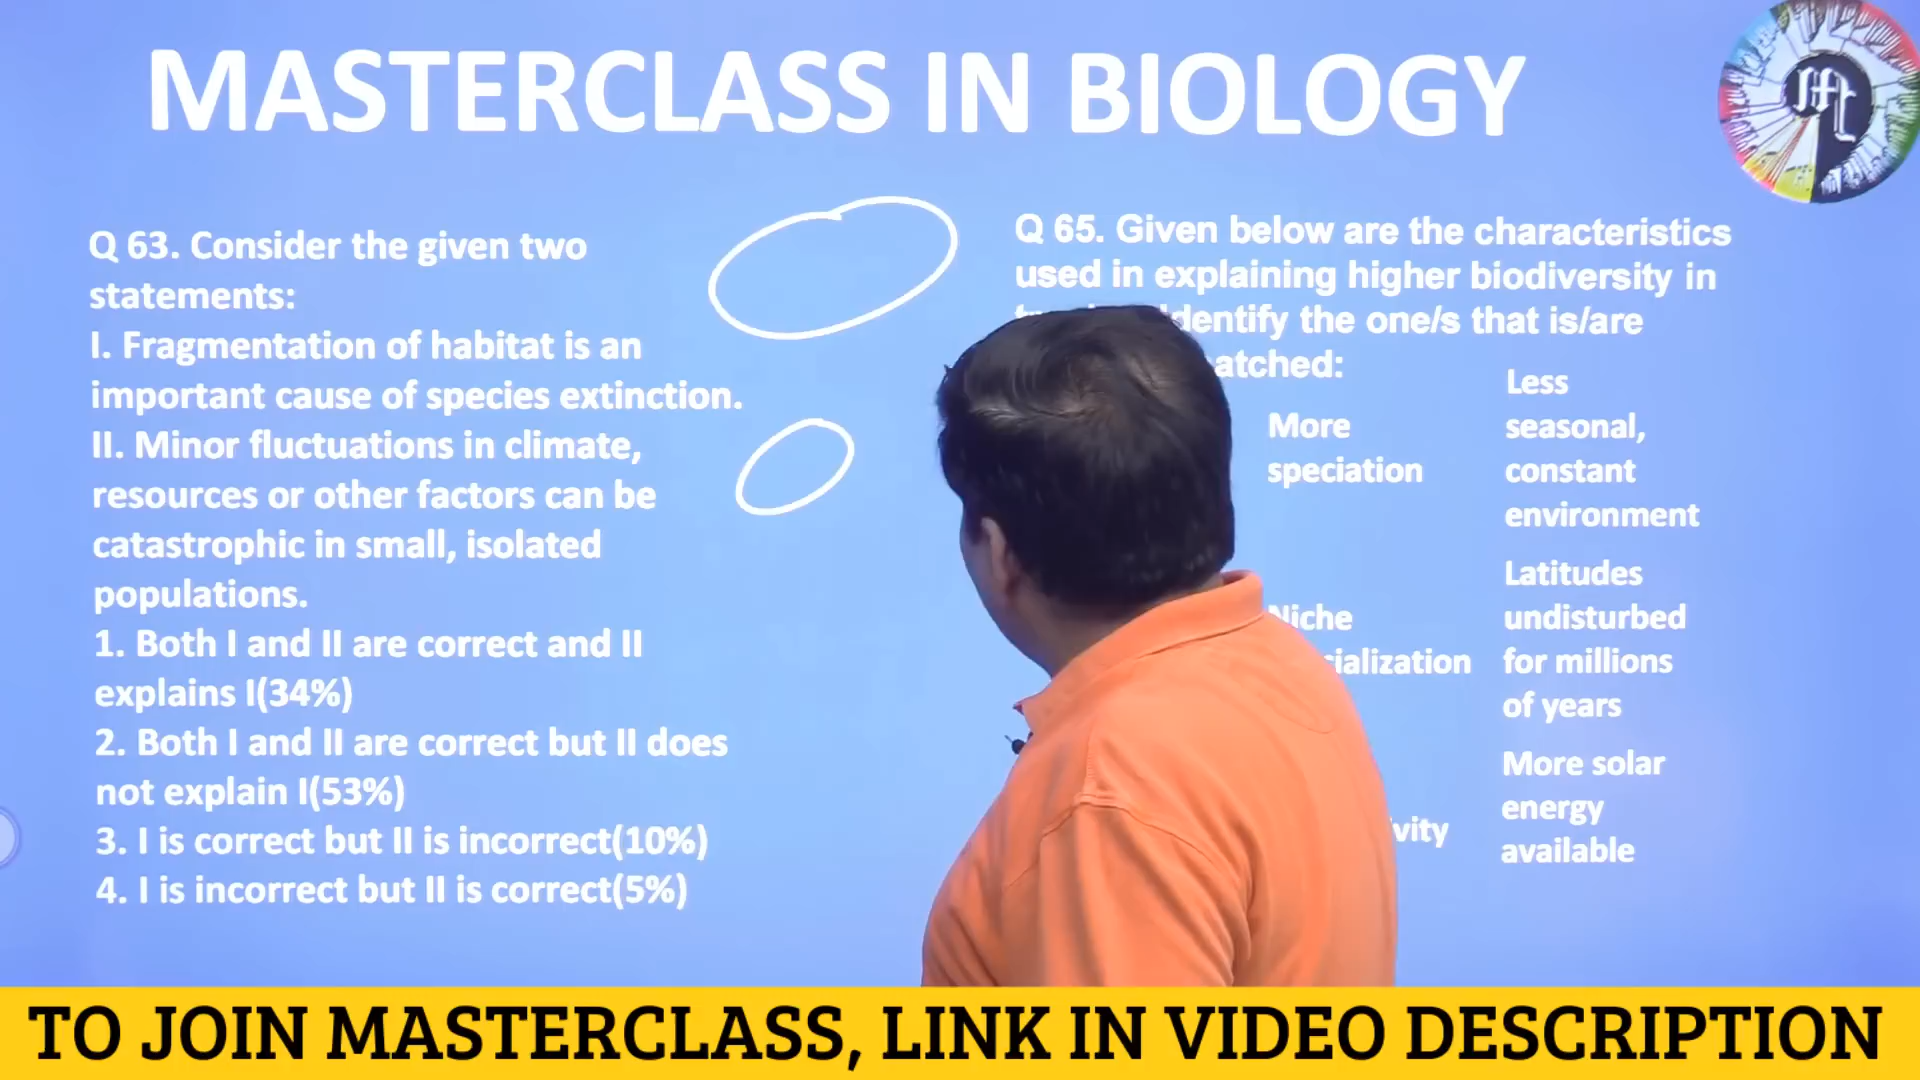 MASTERCLASS IN BIOLOGY
Q 63. Consider the given two
statements:
I. Fragmentation of habitat is an
important cause of species extinction.
II. Minor fluctuations in climate,
resources or other factors can be
catastrophic in small, isolated
populations.
1. Both I and II are correct and II
explains I(34%)
2. Both I and II are correct but II does
not explain I(53%)
3. I is correct but II is incorrect(10%)
4. I is incorrect but II is correct(5%)
Q 65. Given below are the characteristics
used in explaining higher biodiversity in
identify the one/s that is/are
More
speciation
Less
seasonal,
constant
environment
Niche
Latitudes
undisturbed
for millions
of years
More solar
energy
available
TO JOIN MASTERCLASS, LINK IN VIDEO DESCRIPTION